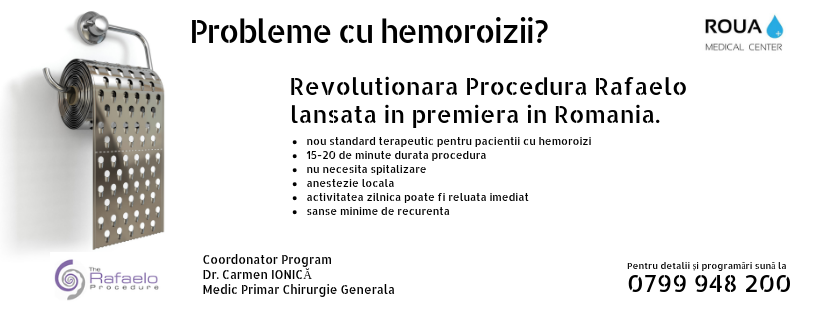 Probleme cu hemoroizii?
ROUA
MEDICAL CENTER
Revolutionara Procedura Rafaelo
lansata in premiera in Romania.
• nou standard terapeutic pentru pacientii cu hemoroizi
• 15-20 de minute durata procedura
• nu necesita spitalizare
• anestezie locala
• activitatea zilnica poate fi reluata imediat
• sanse minime de recurenta
The
Rafaelo
Procedure
Coordonator Program
Dr. Carmen IONICĂ
Medic Primar Chirurgie Generala
Pentru detalii și programări sună la
0799 948 200